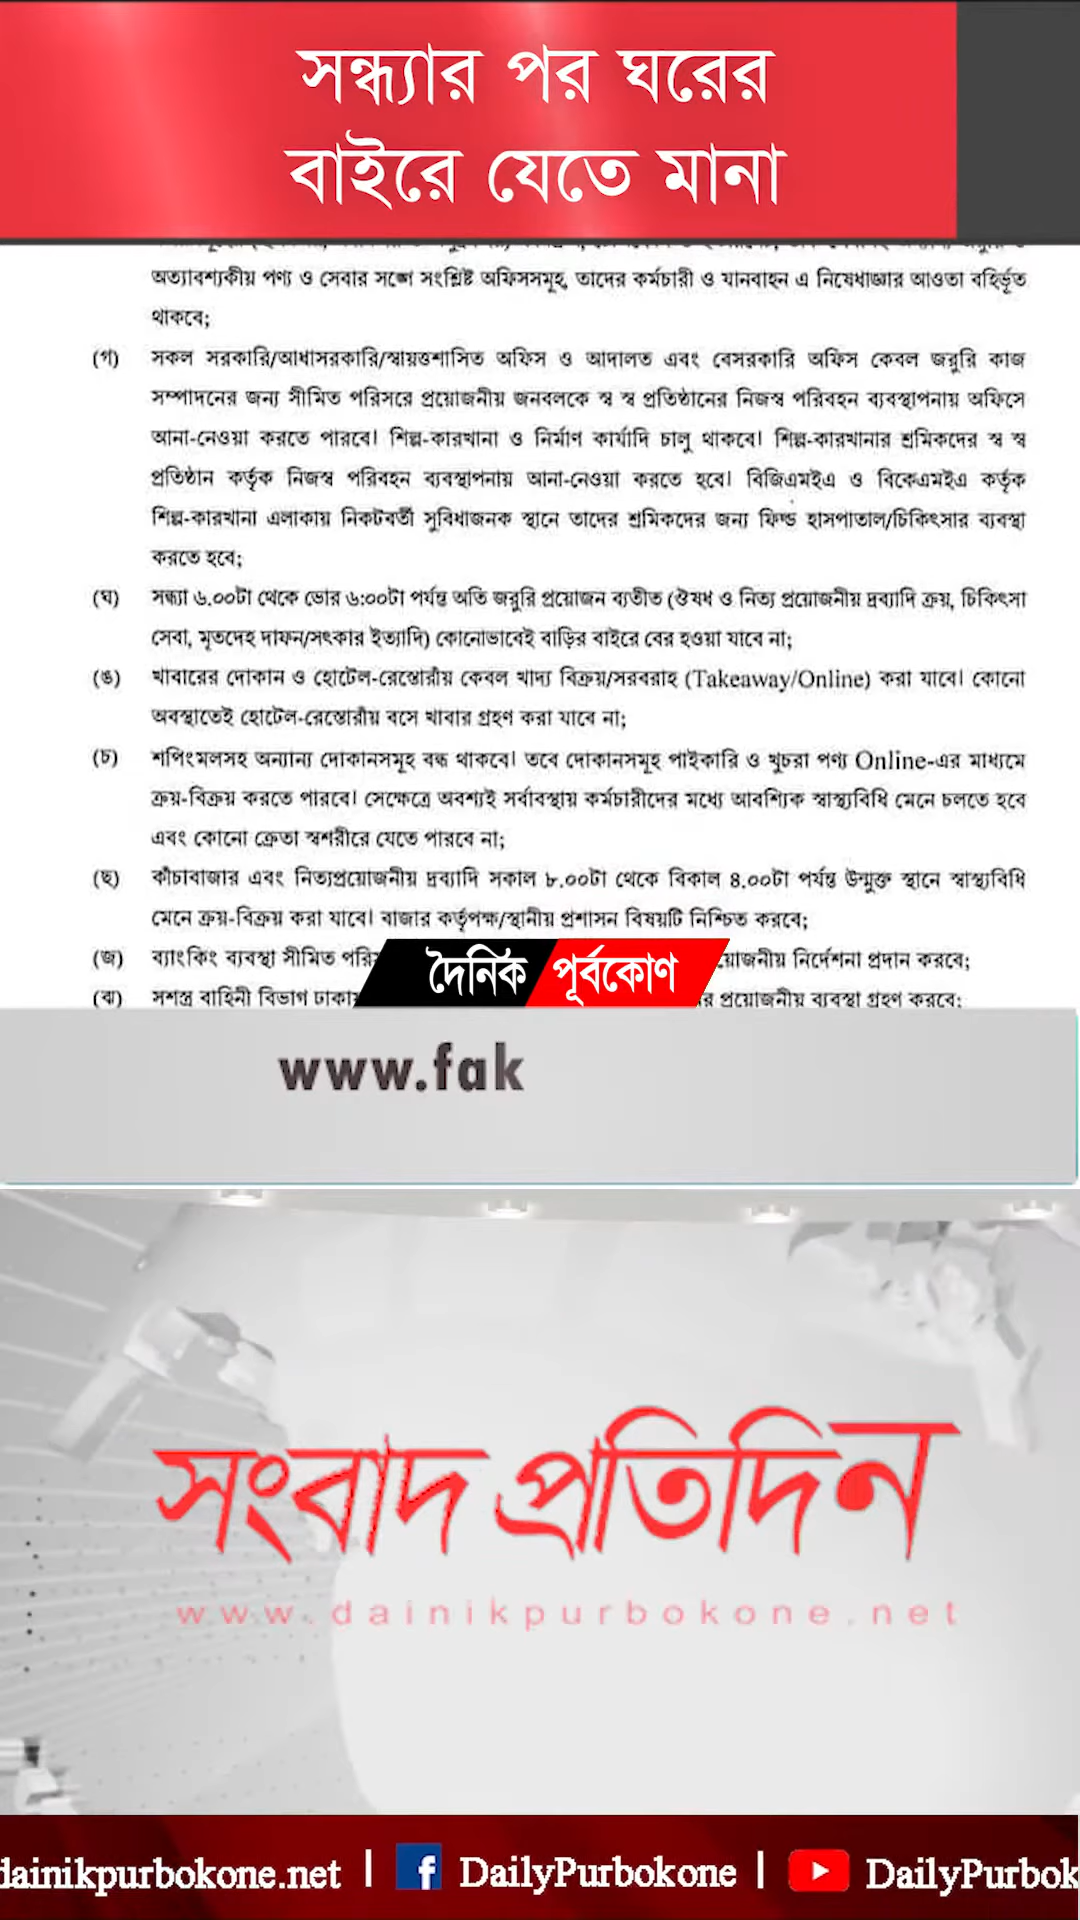 সন্ধ্যার পর ঘরের
বাইরে যেতে মানা
অত্যাবশ্যকীয় পণ্য ও সেবার সঙ্গে সংশ্লিষ্ট অফিসসমূহ, তাদের কর্মচারী ও যানবাহন এ নিষেধাজ্ঞার আওতা বহির্ভূত
থাকবে;
(গ) সকল সরকারি/আধাসরকারি/স্বায়ত্তশাসিত অফিস ও আদালত এবং বেসরকারি অফিস কেবল জরুরি কাজ
সম্পাদনের জন্য সীমিত পরিসরে প্রয়োজনীয় জনবলকে স্ব স্ব প্রতিষ্ঠানের নিজস্ব পরিবহন ব্যবস্থাপনায় অফিসে
আনা-নেওয়া করতে পারবে। শিল্প-কারখানা ও নির্মাণ কার্যাদি চালু থাকবে। শিল্প-কারখানার শ্রমিকদের স্ব স্ব
প্রতিষ্ঠান কর্তৃক নিজস্ব পরিবহন ব্যবস্থাপনায় আনা-নেওয়া করতে হবে। বিজিএমইএ ও বিকেএমইএ কর্তৃক
শিল্প-কারখানা এলাকায় নিকটবর্তী সুবিধাজনক স্থানে তাদের শ্রমিকদের জন্য ফিল্ড হাসপাতাল/চিকিৎসার ব্যবস্থা
করতে হবে;
(ঘ) সন্ধ্যা ৬.০০টা থেকে ভোর ৬:০০টা পর্যন্ত অতি জরুরি প্রয়োজন ব্যতীত (ঔষধ ও নিত্য প্রয়োজনীয় দ্রব্যাদি ক্রয়, চিকিৎসা
সেবা, মৃতদেহ দাফন/সৎকার ইত্যাদি) কোনোভাবেই বাড়ির বাইরে বের হওয়া যাবে না;
(ঙ) খাবারের দোকান ও হোটেল-রেস্তোরাঁয় কেবল খাদ্য বিক্রয়/সরবরাহ (Takeaway/Online) করা যাবে। কোনো
অবস্থাতেই হোটেল-রেস্তোরাঁয় বসে খাবার গ্রহণ করা যাবে না;
(চ) শপিংমলসহ অন্যান্য দোকানসমূহ বন্ধ থাকবে। তবে দোকানসমূহ পাইকারি ও খুচরা পণ্য Online-এর মাধ্যমে
ক্রয়-বিক্রয় করতে পারবে। সেক্ষেত্রে অবশ্যই সর্বাবস্থায় কর্মচারীদের মধ্যে আবশ্যিক স্বাস্থ্যবিধি মেনে চলতে হবে
এবং কোনো ক্রেতা স্বশরীরে যেতে পারবে না;
(ছ) কাঁচাবাজার এবং নিত্যপ্রয়োজনীয় দ্রব্যাদি সকাল ৮.০০টা থেকে বিকাল ৪.০০টা পর্যন্ত উন্মুক্ত স্থানে স্বাস্থ্যবিধি
মেনে ক্রয়-বিক্রয় করা যাবে। বাজার কর্তৃপক্ষ/স্থানীয় প্রশাসন বিষয়টি নিশ্চিত করবে;
(জ) ব্যাংকিং ব্যবস্থা সীমিত নির্দেশনা প্রদান করবে;
(ঝ) সশস্ত্র বাহিনী বিভাগ প্রয়োজনীয় ব্যবস্থা গ্রহণ করবে;
দৈনিক পূর্বকোণ
www.fak
সংবাদ প্রতিদিন
www.dainikpurbokone.net
dainikpurbokone.net | f DailyPurbokone | DailyPurbok